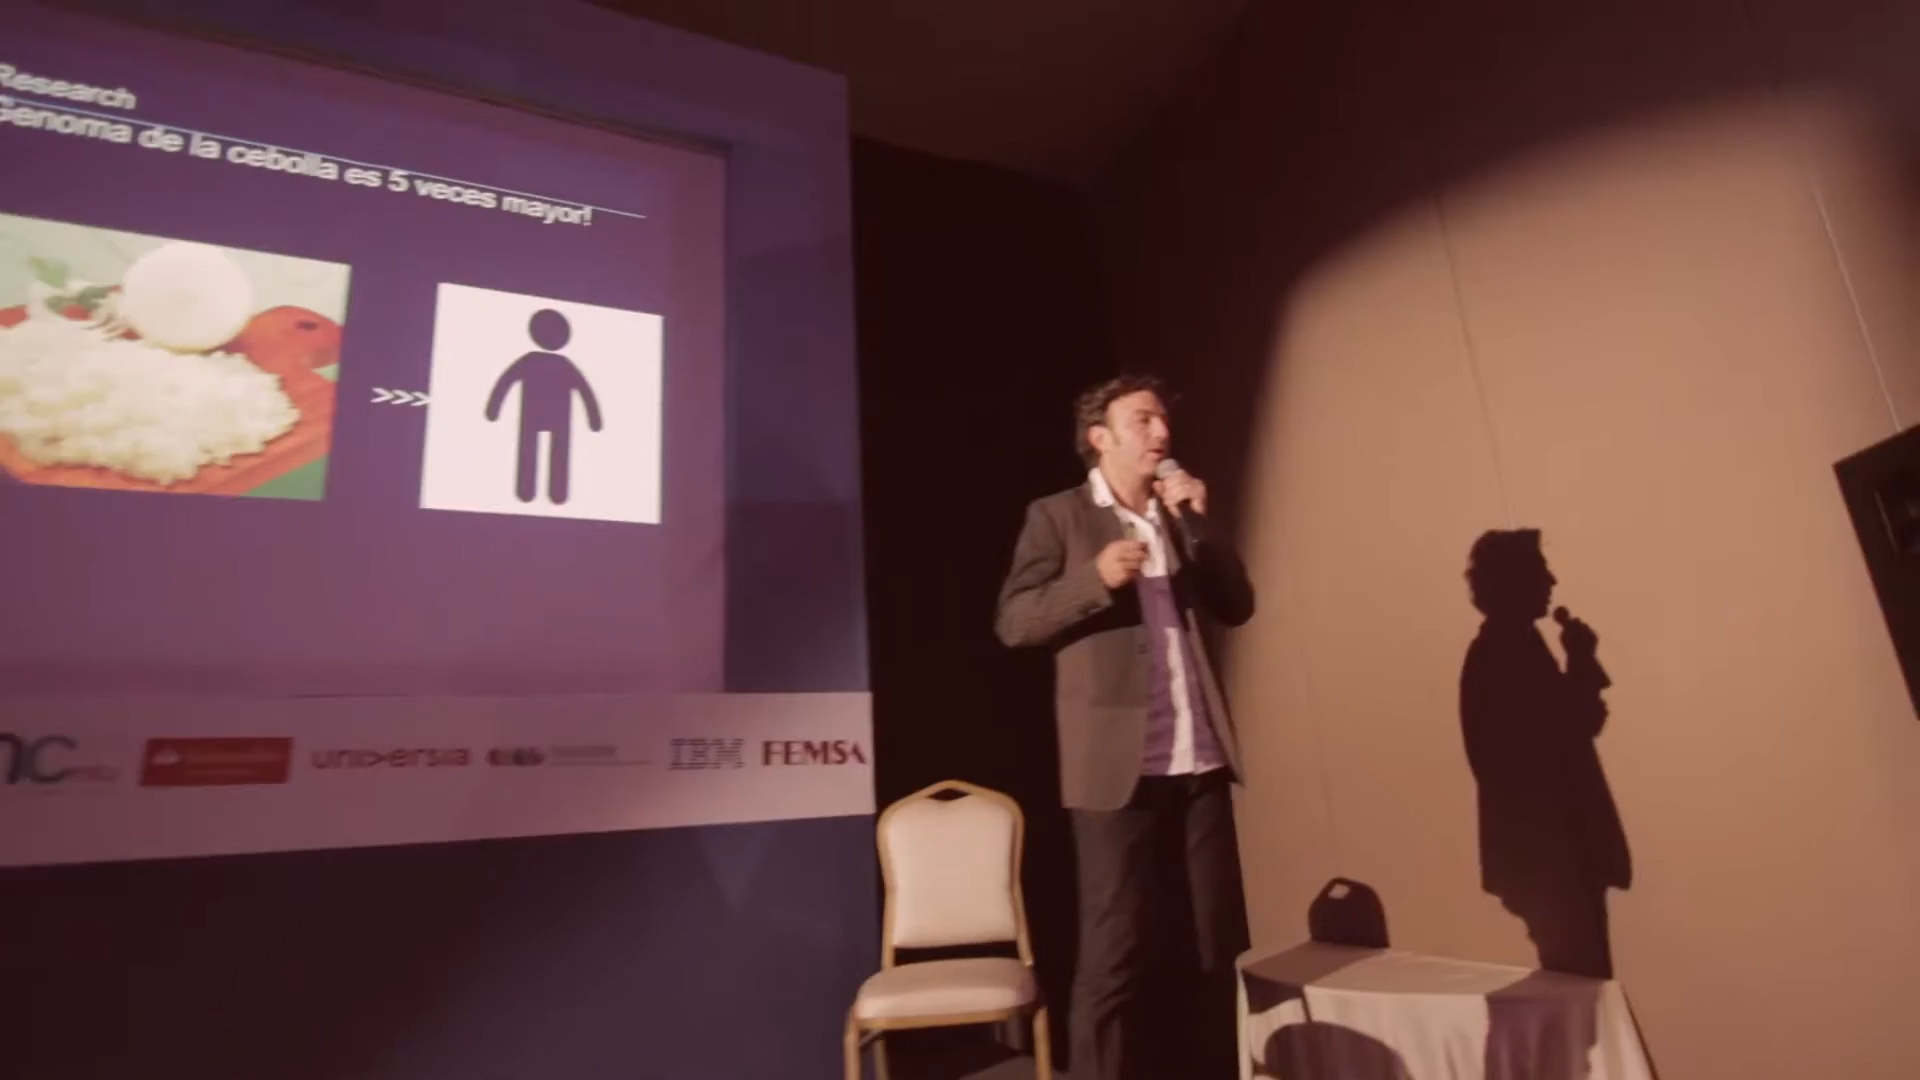 Research
Genoma de la cebolla es 5 veces mayor!
>>>
universia
IBM
FEMSA